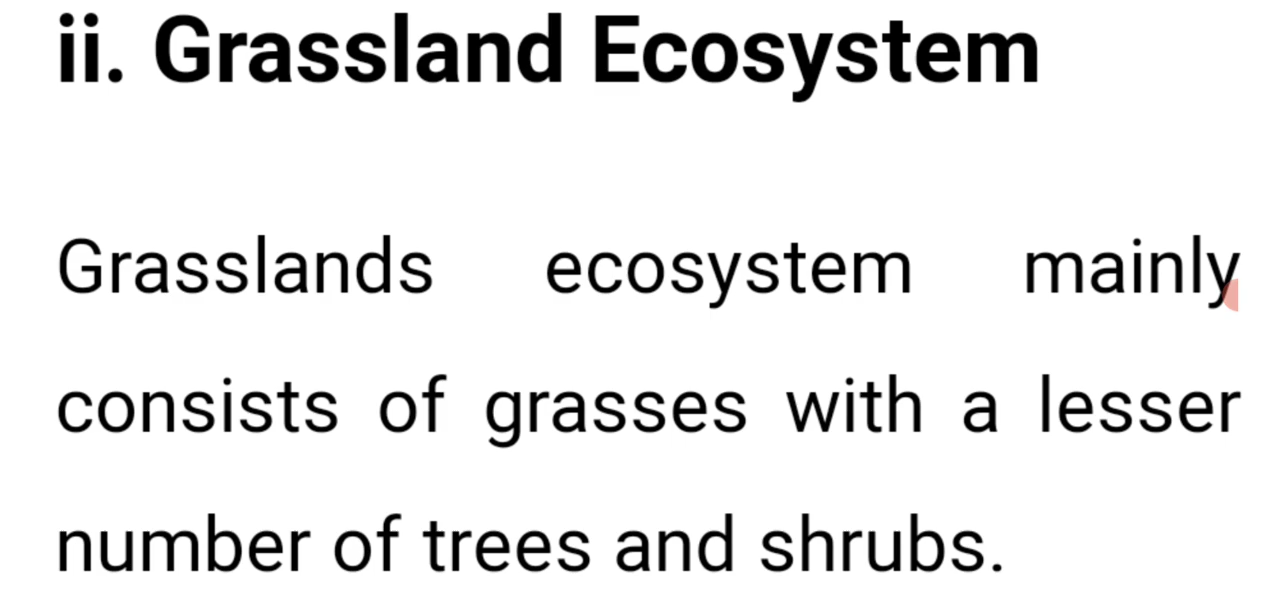 ii. Grassland Ecosystem
Grasslands ecosystem mainly
consists of grasses with a lesser
number of trees and shrubs.